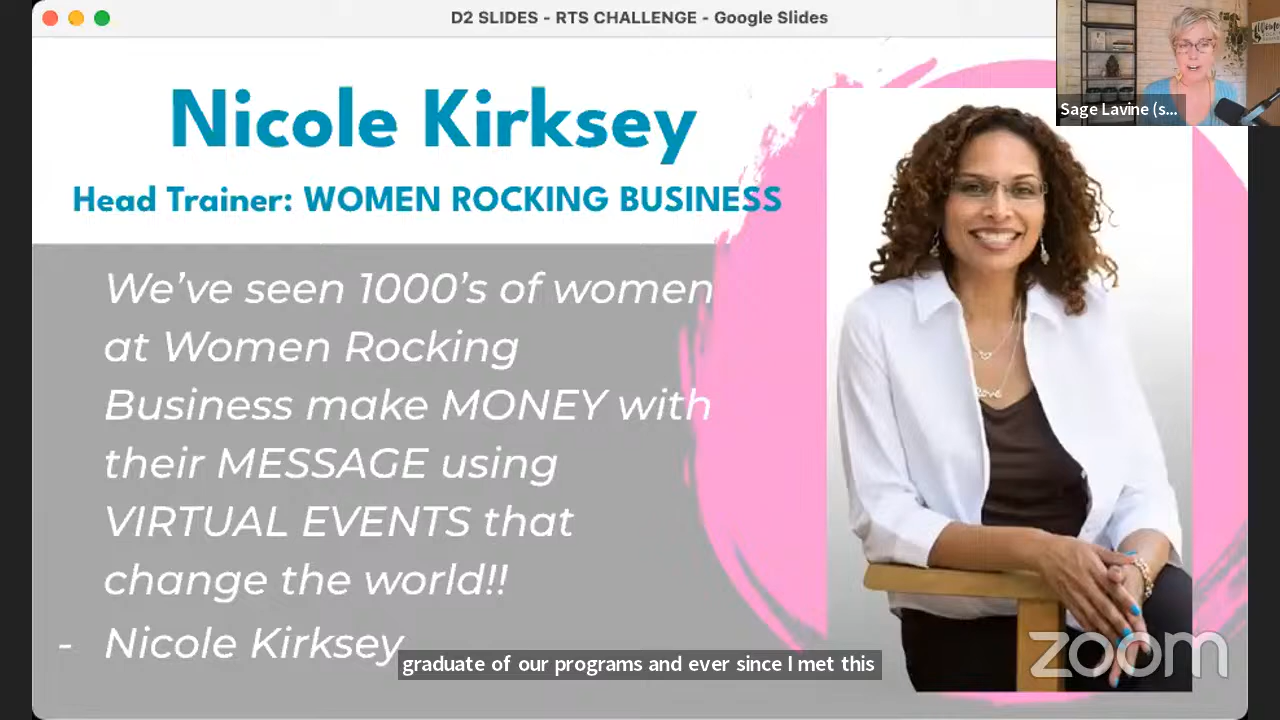 D2 SLIDES - RTS CHALLENGE - Google Slides
Nicole Kirksey
Head Trainer: WOMEN ROCKING BUSINESS
We've seen 1000's of women
at Women Rocking
Business make MONEY with
their MESSAGE using
VIRTUAL EVENTS that
change the world!!
- Nicole Kirksey
graduate of our programs and ever since I met this
Sage Lavine (s...
zoom